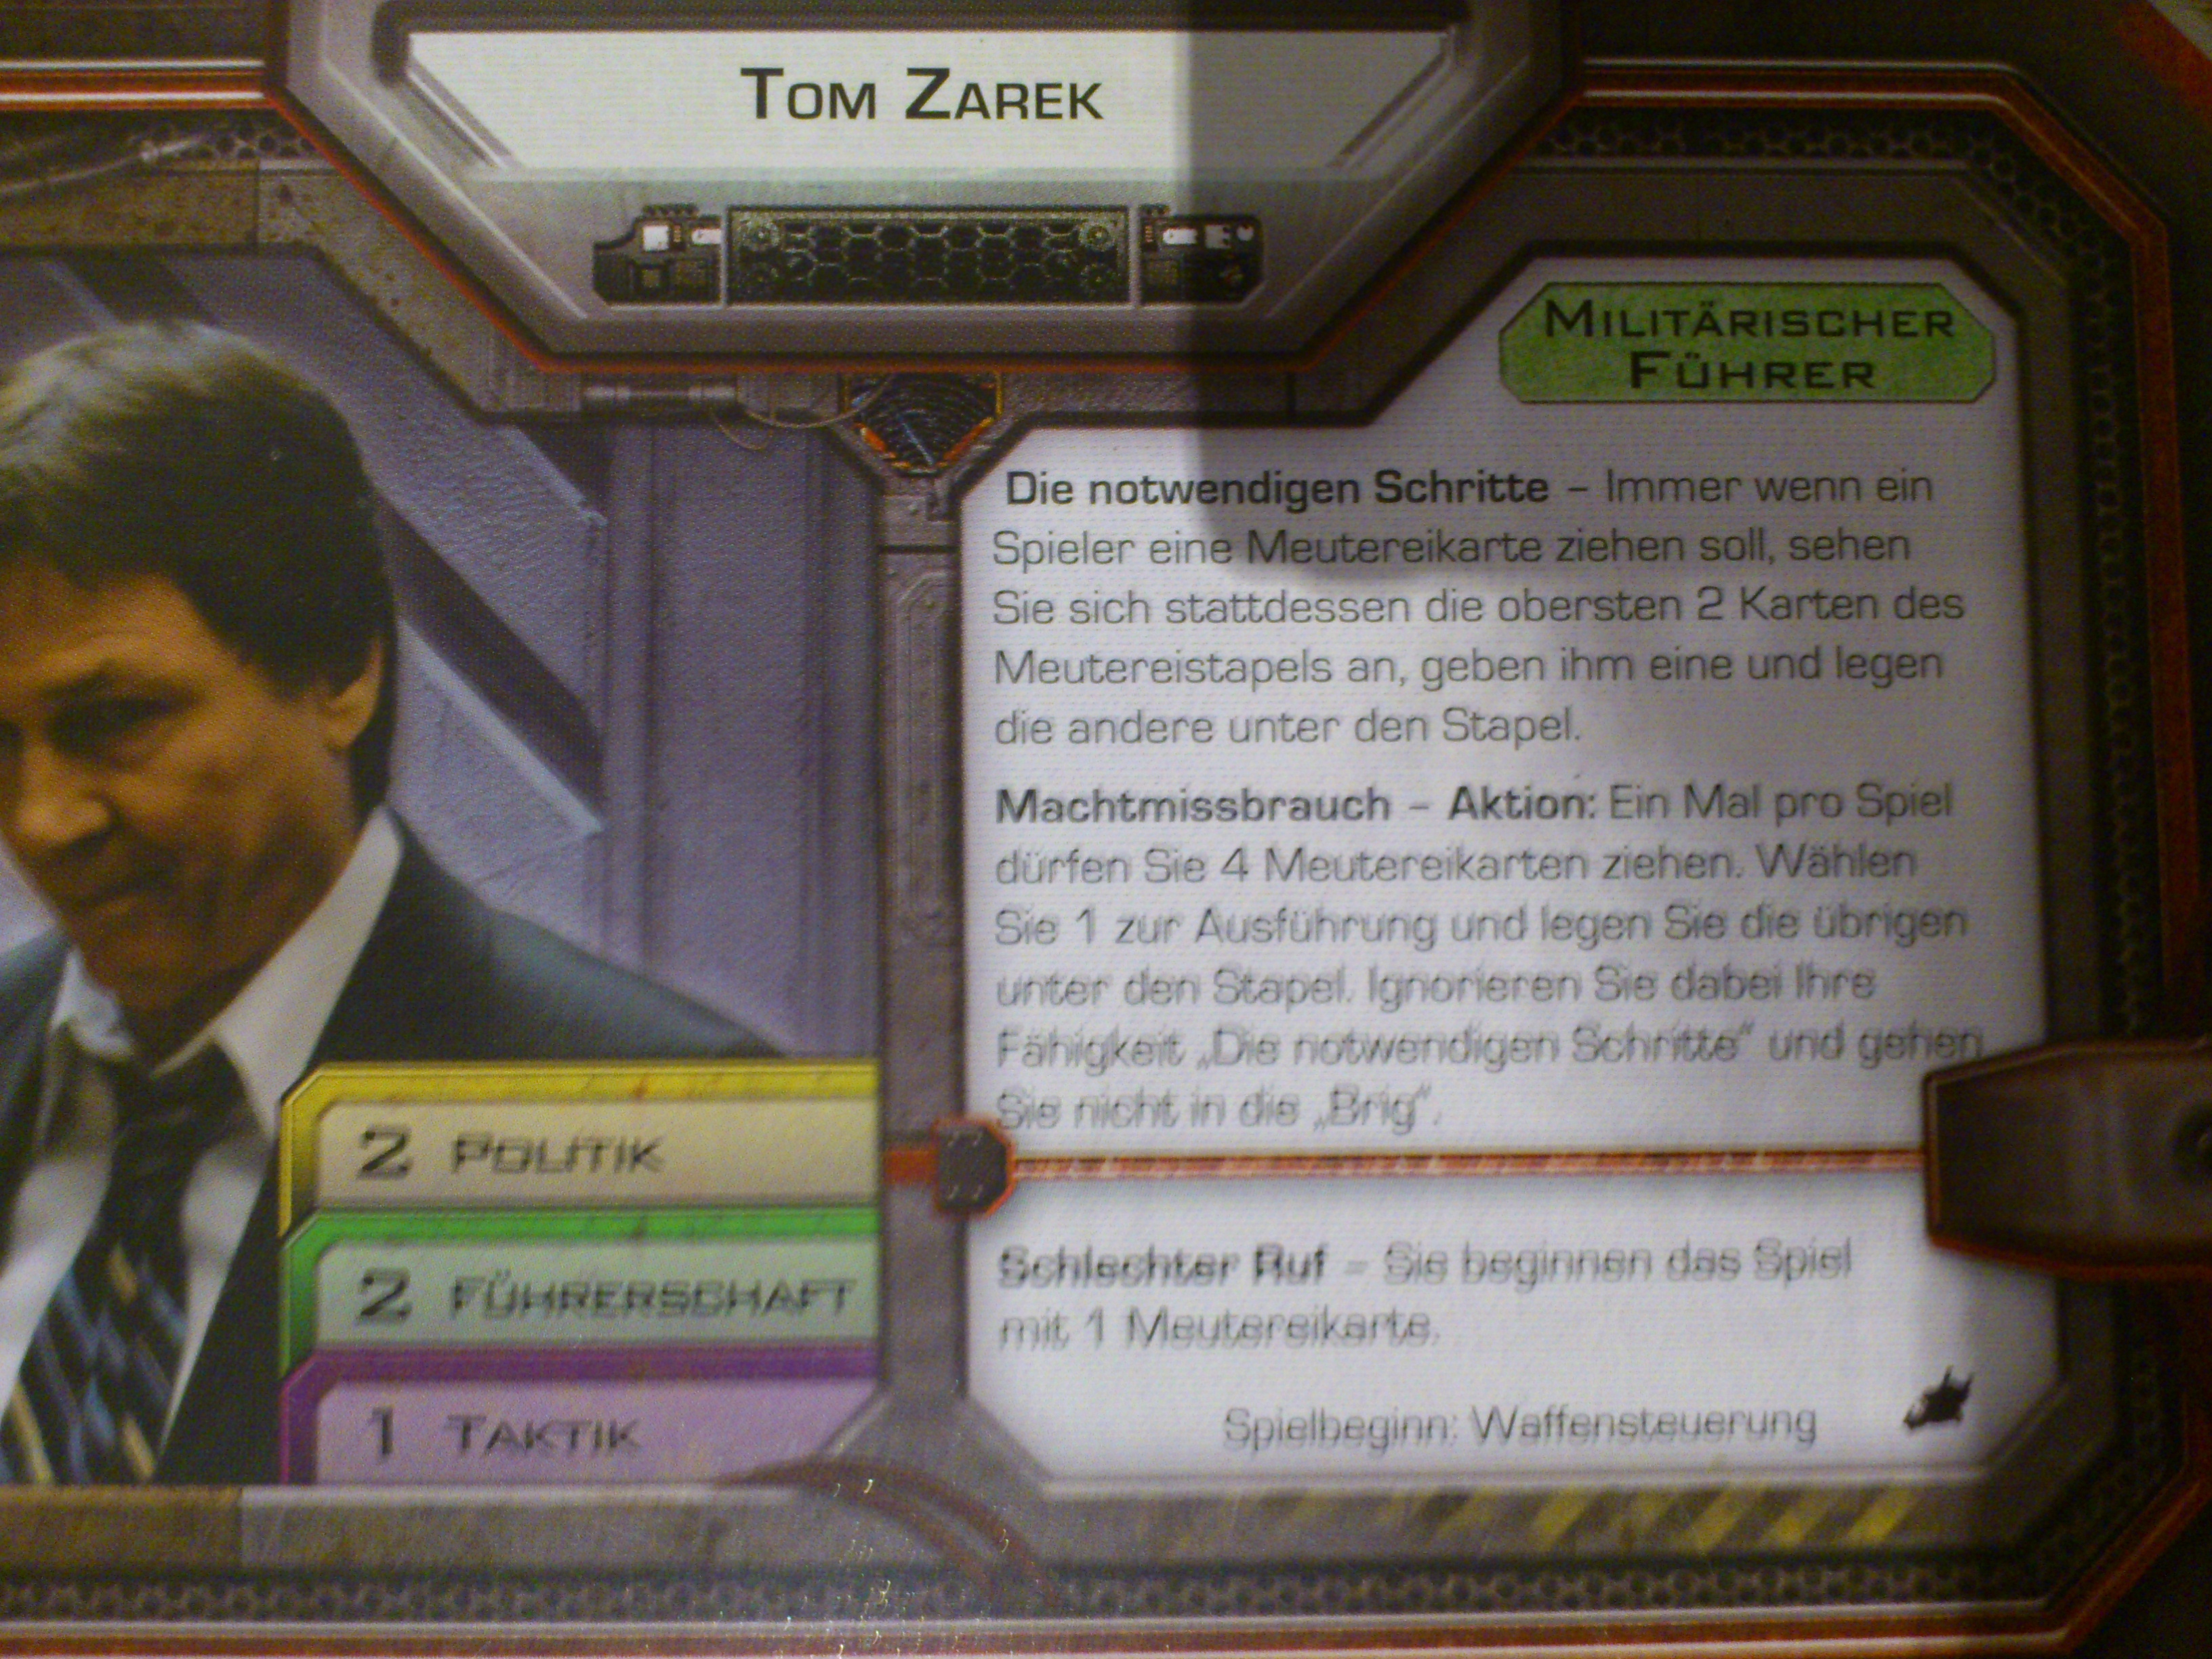 Tom Zarek
Militärischer
Führer
Die notwendigen Schritte – Immer wenn ein
Spieler eine Meutereikarte ziehen soll, sehen
Sie sich stattdessen die obersten 2 Karten des
Meutereistapels an, geben ihm eine und legen
die andere unter den Stapel.
Machtmissbrauch – Aktion: Ein Mal pro Spiel
dürfen Sie 4 Meutereikarten ziehen. Wählen
Sie 1 zur Ausführung und legen Sie die übrigen
unter den Stapel. Ignorieren Sie dabei Ihre
Fähigkeit „Die notwendigen Schritte“ und gehen
Sie nicht in die „Brig“.
2 Politik
2 Führerschaft
1 Taktik
Schlechter Ruf – Sie beginnen das Spiel
mit 1 Meutereikarte.
Spielbeginn: Waffensteuerung